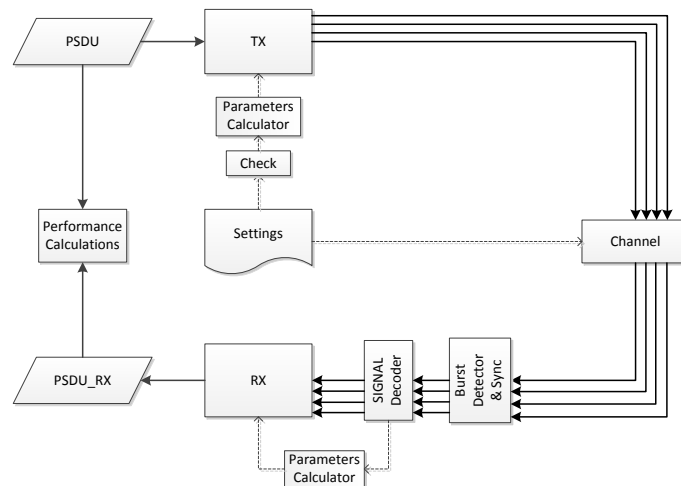 PSDU
TX
Parameters
Calculator
Check
Performance
Calculations
Settings
Channel
PSDU_RX
RX
SIGNAL
Decoder
Burst
Detector
& Sync
Parameters
Calculator